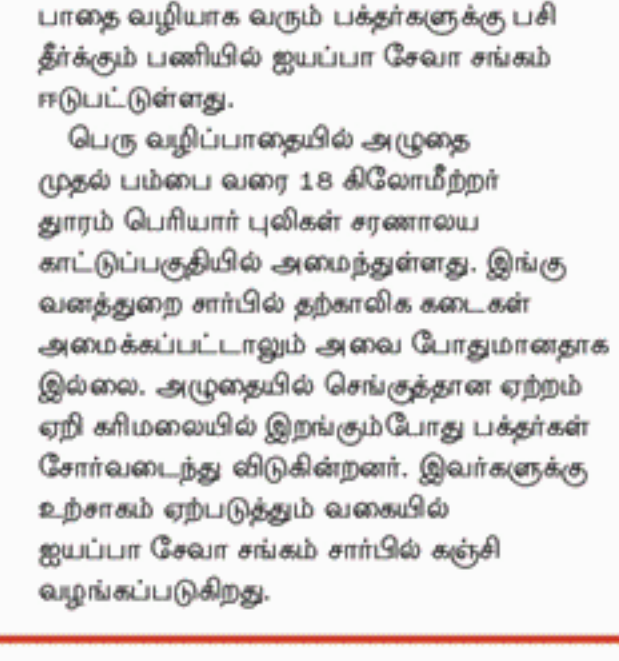 பாதை வழியாக வரும் பக்தர்களுக்கு பசி
தீர்க்கும் பணியில் ஐயப்பா சேவா சங்கம்
ஈடுபட்டுள்ளது.
பெரு வழிப்பாதையில் அழுதை
முதல் பம்பை வரை 18 கிலோமீற்றர்
துாரம் பெரியார் புலிகள் சரணாலய
காட்டுப்பகுதியில் அமைந்துள்ளது. இங்கு
வனத்துறை சார்பில் தற்காலிக கடைகள்
அமைக்கப்பட்டாலும் அவை போதுமானதாக
இல்லை. அழுதையில் செங்குத்தான ஏற்றம்
ஏறி கரிமலையில் இறங்கும்போது பக்தர்கள்
சோர்வடைந்து விடுகின்றனர். இவர்களுக்கு
உற்சாகம் ஏற்படுத்தும் வகையில்
ஐயப்பா சேவா சங்கம் சார்பில் கஞ்சி
வழங்கப்படுகிறது.